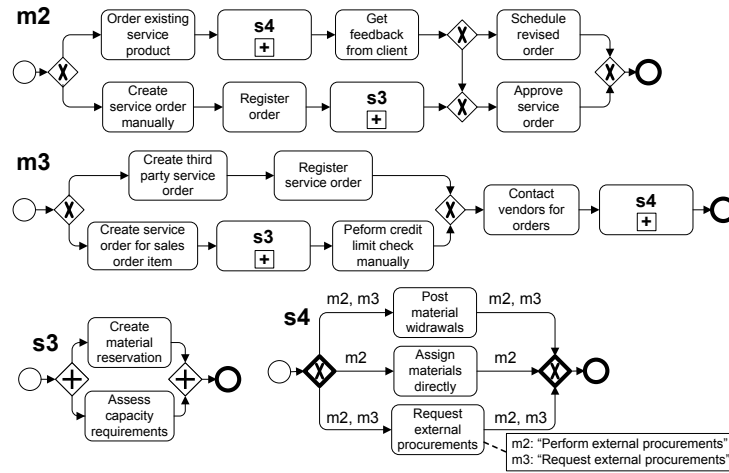 m2
Order existing
service
product
s4
Get
feedback
from client
Schedule
revised
order
Create
service order
manually
Register
order
s3
Approve
service
order
m3
Create third
party service
order
Register
service order
Create service
order for sales
order item
s3
Peform credit
limit check
manually
Contact
vendors for
orders
s4
s3
Create
material
reservation
Assess
capacity
requirements
s4
m2, m3
Post
material
widrawals
m2, m3
m2
Assign
materials
directly
m2
m2, m3
Request
external
procurements
m2, m3
m2: “Perform external procurements”
m3: “Request external procurements”